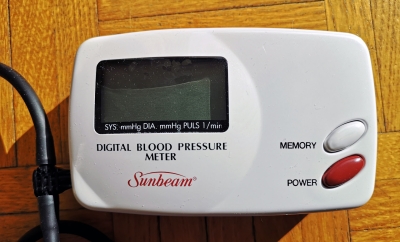 SYS. mmHg DIA. mmHg PULS 1/min
DIGITAL BLOOD PRESSURE
METER
Sunbeam®
MEMORY
POWER